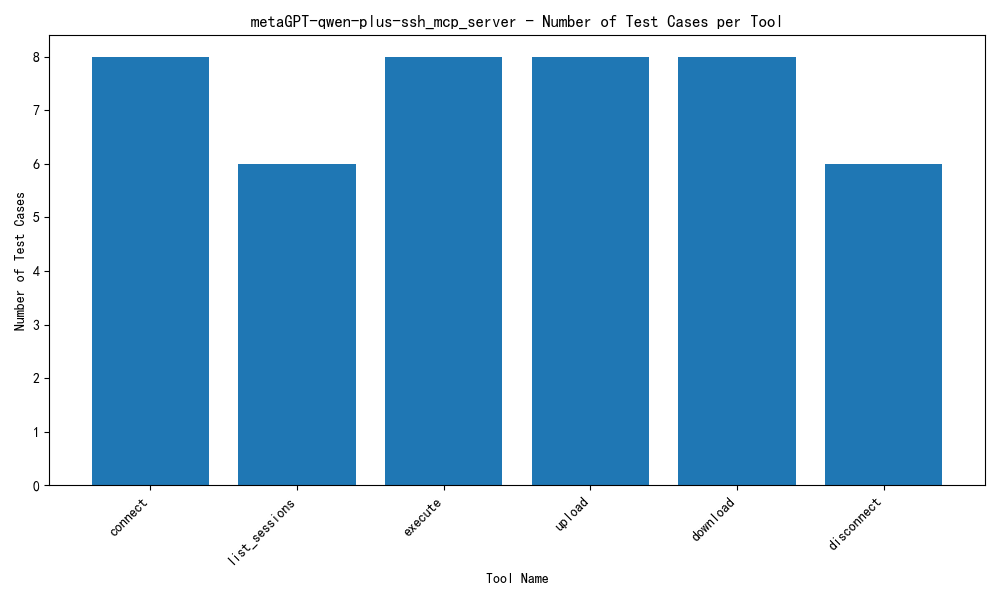 metaGPT-qwen-plus-ssh_mcp_server - Number of Test Cases per Tool
Number of Test Cases
8
7
6
5
4
3
2
1
0
connect
list_sessions
execute
upload
download
disconnect
Tool Name